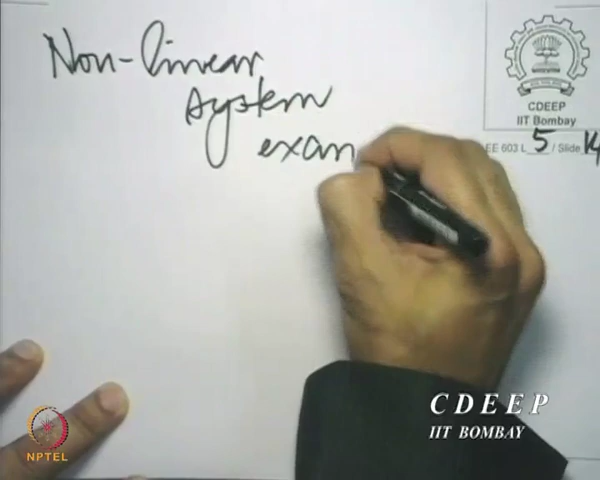 Non-linear
system
exam
CDEEP
IIT Bombay
EE 603 L 5 / Slide 14
CDEEP
IIT BOMBAY
NPTEL